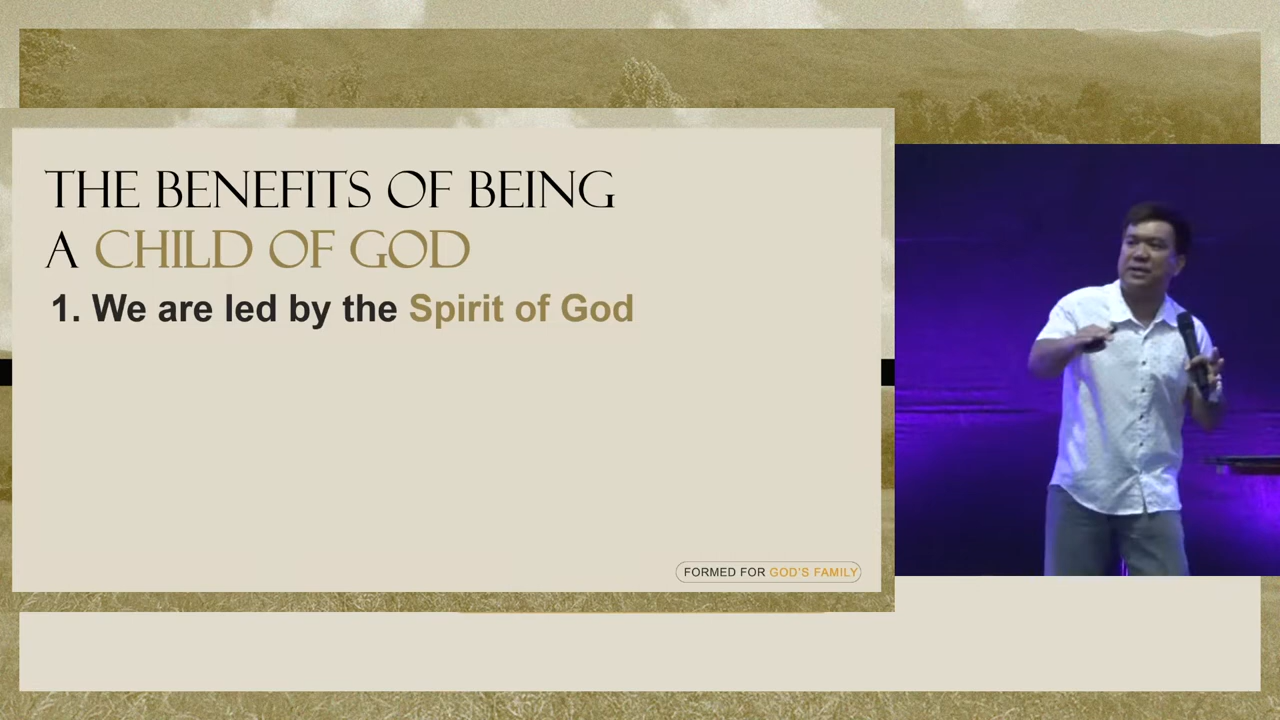 THE BENEFITS OF BEING
A CHILD OF GOD
1. We are led by the Spirit of God
FORMED FOR GOD'S FAMILY